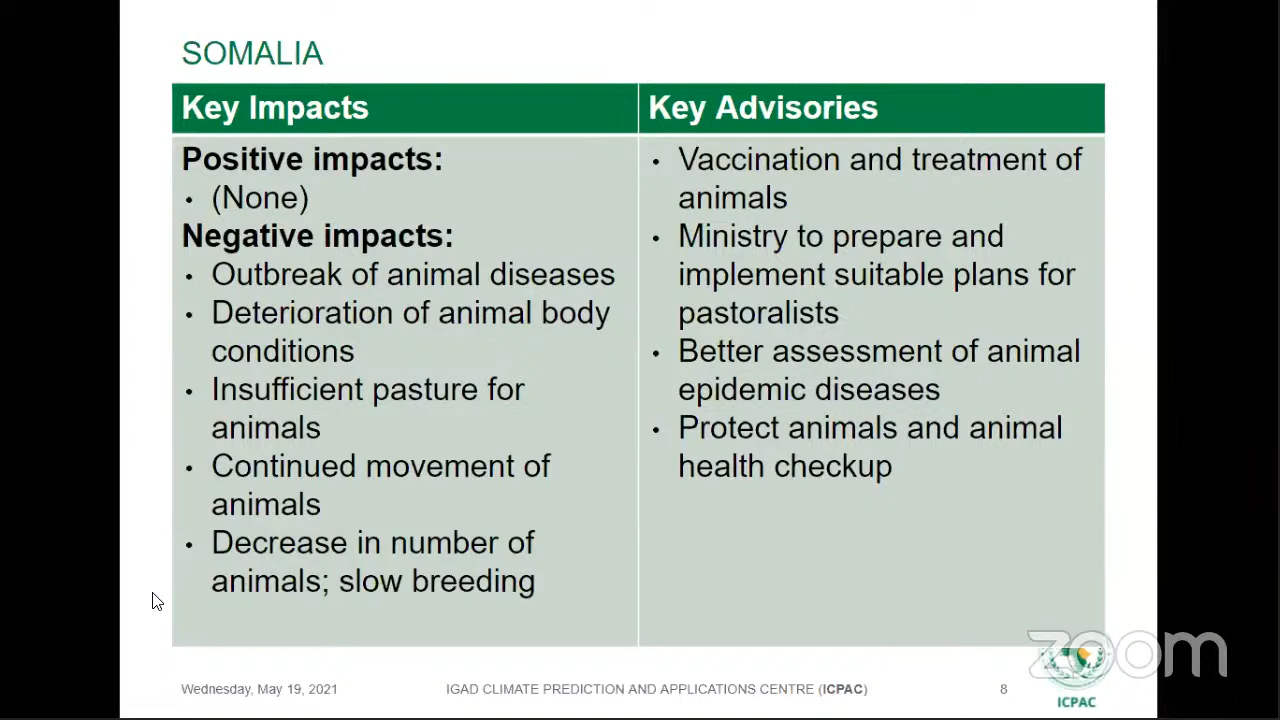 SOMALIA
Key Impacts
Positive impacts:
• (None)
Negative impacts:
• Outbreak of animal diseases
• Deterioration of animal body
conditions
• Insufficient pasture for
animals
• Continued movement of
animals
• Decrease in number of
animals; slow breeding
Key Advisories
• Vaccination and treatment of
animals
• Ministry to prepare and
implement suitable plans for
pastoralists
• Better assessment of animal
epidemic diseases
• Protect animals and animal
health checkup
Wednesday, May 19, 2021
IGAD CLIMATE PREDICTION AND APPLICATIONS CENTRE (ICPAC)
8
zoom
ICPAC